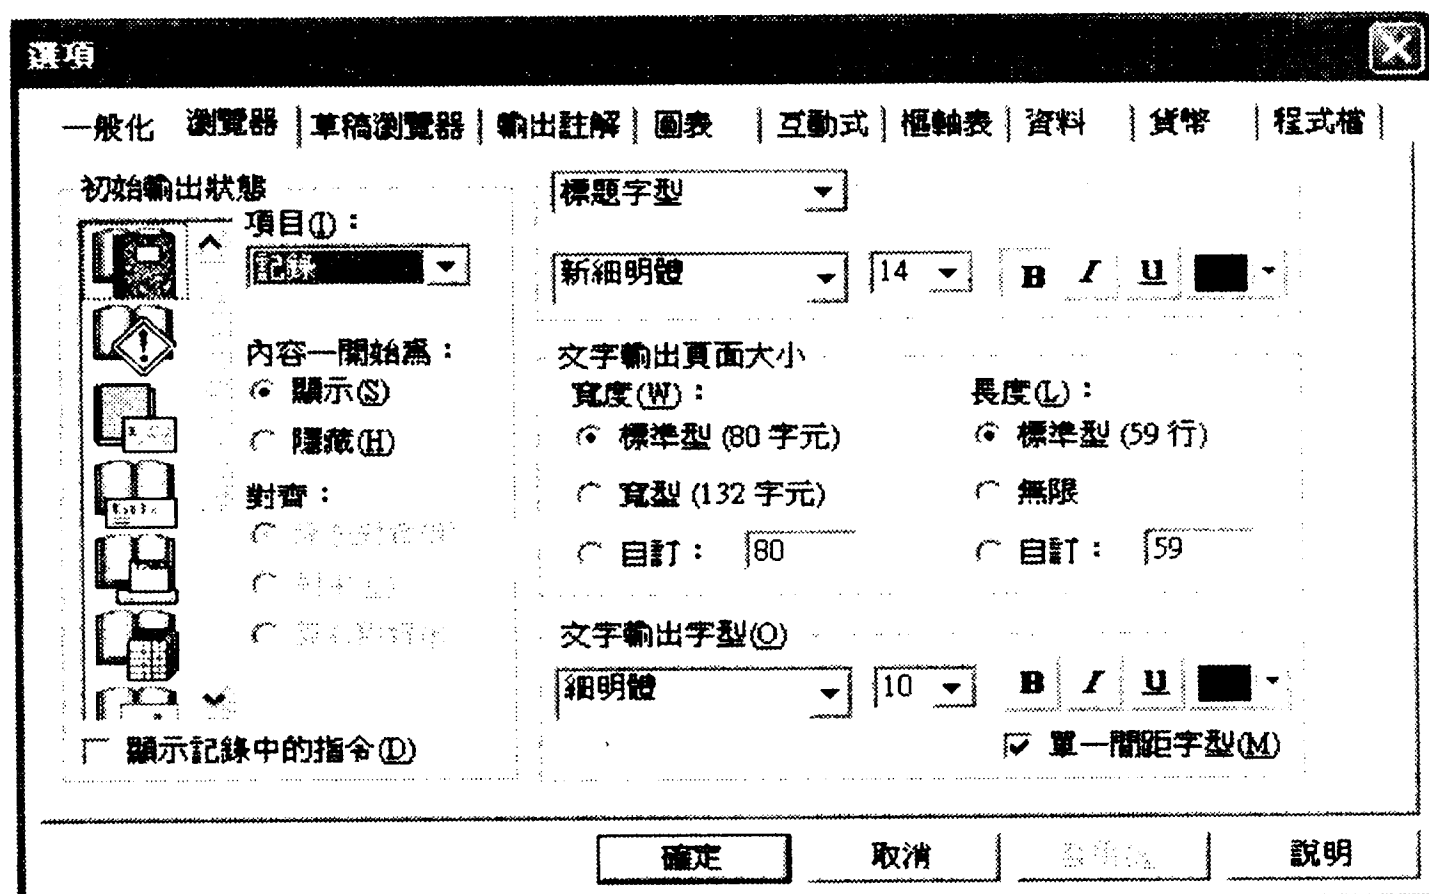 選項
一般化 瀏覽器 草稿瀏覽器 輸出註解 圖表 互動式 樞軸表 資料 貨幣 程式檔
初始輸出狀態
項目(I)：
記錄
內容一開始為：
顯示(S)
隱藏(H)
對齊：
顯示記錄中的指令(D)
標題字型
新細明體 14 B I U
文字輸出頁面大小
寬度(W)： 長度(L)：
標準型 (80 字元) 標準型 (59 行)
寬型 (132 字元) 無限
自訂： 80 自訂： 59
文字輸出字型(O)
細明體 10 B I U
單一間距字型(M)
確定 取消 說明